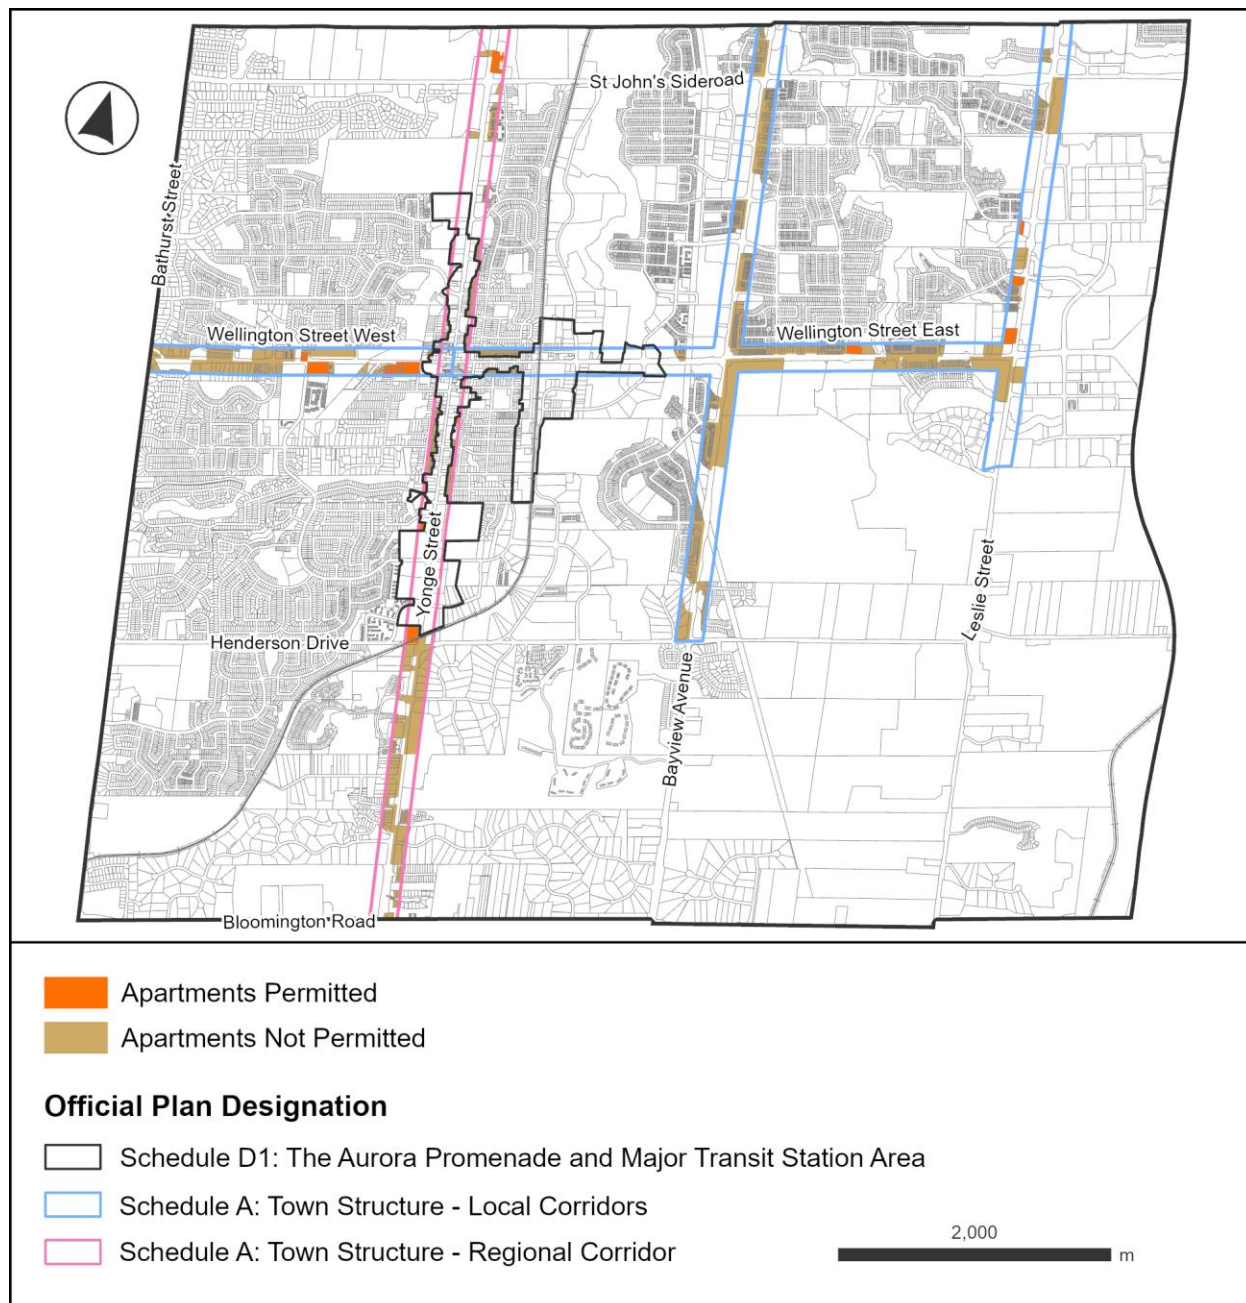 St John's Sideroad
Bathurst Street
Wellington Street West
Wellington Street East
Yonge Street
Leslie Street
Henderson Drive
Bayview Avenue
Bloomington Road
Apartments Permitted
Apartments Not Permitted
Official Plan Designation
Schedule D1: The Aurora Promenade and Major Transit Station Area
Schedule A: Town Structure - Local Corridors
Schedule A: Town Structure - Regional Corridor
2,000
m